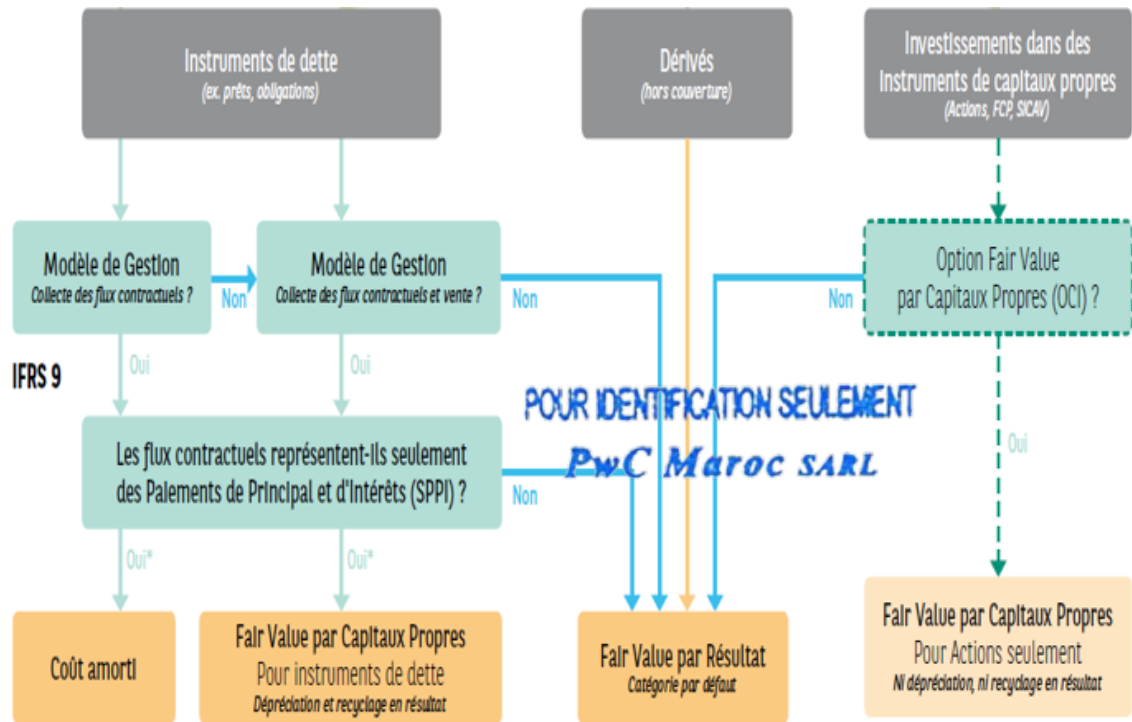 Instruments de dette
(ex. prêts, obligations)
Dérivés
(hors couverture)
Investissements dans des
Instruments de capitaux propres
(Actions, FCP, SICAV)
Modèle de Gestion
Collecte des flux contractuels ?
Non
Modèle de Gestion
Collecte des flux contractuels et vente ?
Non
Non
Option Fair Value
par Capitaux Propres (OCI) ?
Oui
Oui
IFRS 9
POUR IDENTIFICATION SEULEMENT
PwC Maroc SARL
Les flux contractuels représentent-ils seulement
des Paiements de Principal et d'Intérêts (SPPI) ?
Non
Oui
Oui*
Oui*
Coût amorti
Fair Value par Capitaux Propres
Pour instruments de dette
Dépréciation et recyclage en résultat
Fair Value par Résultat
Catégorie par défaut
Fair Value par Capitaux Propres
Pour Actions seulement
Ni dépréciation, ni recyclage en résultat